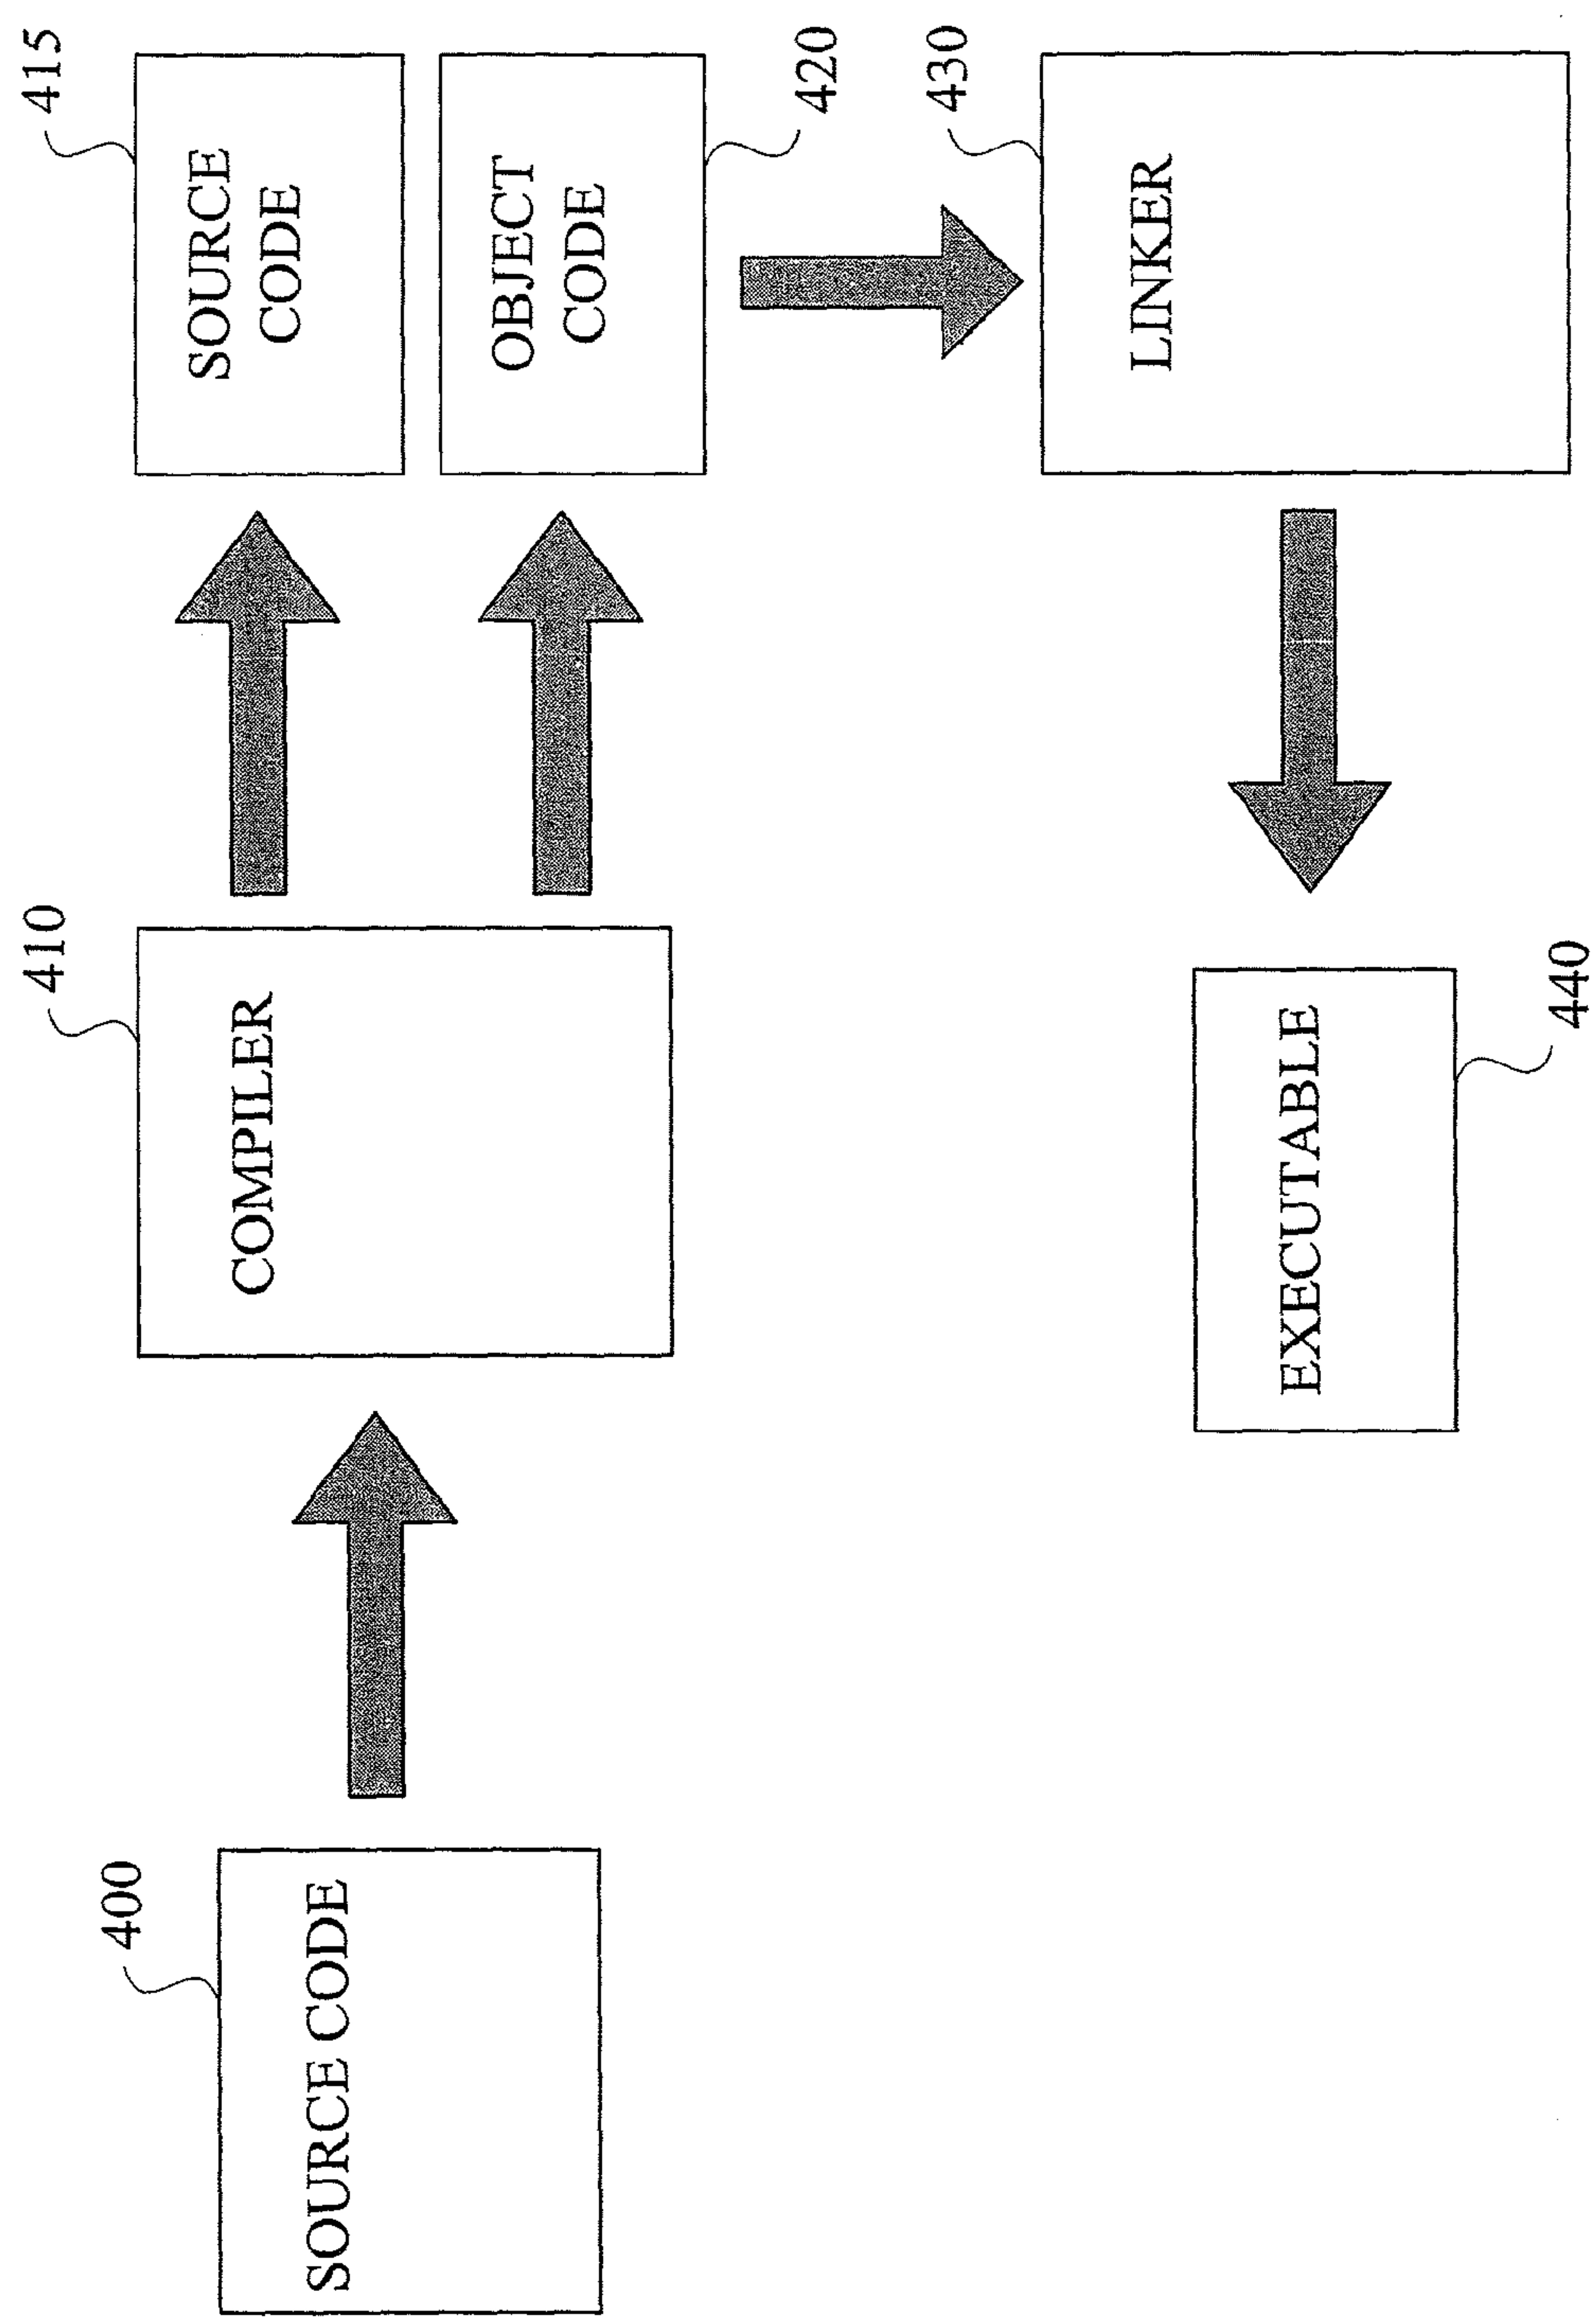 400
SOURCE CODE
410
COMPILER
415
SOURCE
CODE
OBJECT
CODE
420
430
LINKER
EXECUTABLE
440